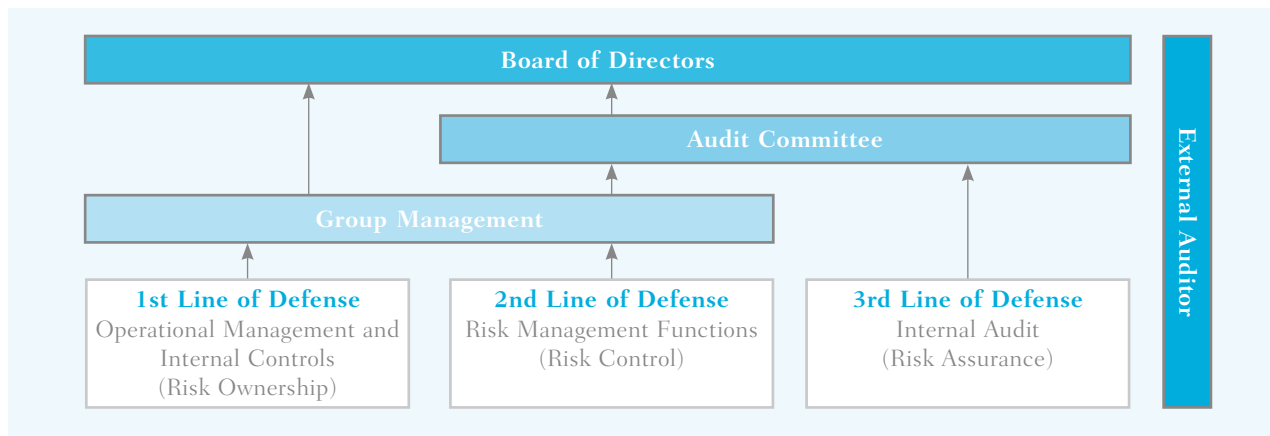 Board of Directors
Audit Committee
Group Management
1st Line of Defense
Operational Management and
Internal Controls
(Risk Ownership)
2nd Line of Defense
Risk Management Functions
(Risk Control)
3rd Line of Defense
Internal Audit
(Risk Assurance)
External Auditor